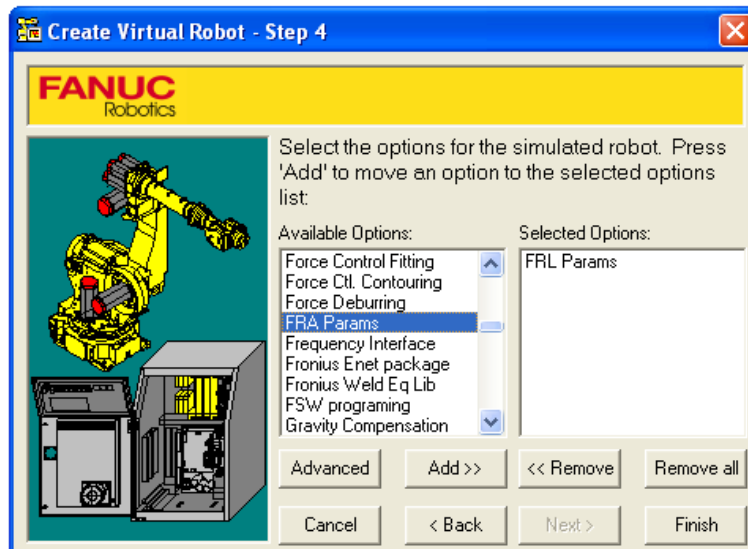 Create Virtual Robot - Step 4
FANUC
Robotics
Select the options for the simulated robot. Press
'Add' to move an option to the selected options
list:
Available Options:
Selected Options:
Force Control Fitting
Force Ctl. Contouring
Force Deburring
FRA Params
Frequency Interface
Fronius Enet package
Fronius Weld Eq Lib
FSW programing
Gravity Compensation
FRL Params
Advanced
Add >>
<< Remove
Remove all
Cancel
< Back
Next >
Finish